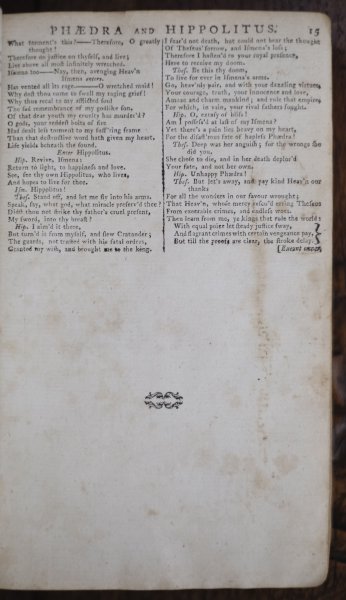 PHÆDRA AND HIPPOLITUS. 15
What torment's this?—Therefore, O greatly
thought!
Therefore do justice on thyself, and live;
Live above all most infinitely wretched.
Ismena too—Nay, then, avenging Heav'n
Ismena enters.
Has vented all its rage.—O wretched maid!
Why dost thou come to swell my raging grief?
Why thus recal to my afflicted soul
The sad remembrance of my godlike son,
Of that dear youth my cruelty has murder'd?
O gods, your tend'rest bolts of fire
Had dealt less torment to my suff'ring frame
Than that destructive word hath given my heart.
Life yields beneath the sound.
Enter Hippolitus.
Hip. Revive, Ismena!
Return to light, to happiness and love.
See, see thy own Hippolitus, who lives,
And hopes to live for thee.
Ism. Hippolitus!
Thes. Stand off, and let me fly into his arms.
Speak, say, what god, what miracle preserv'd thee?
Didst thou not strike thy father's cruel present,
My sword, into thy breast?
Hip. I aim'd it there,
But turn'd it from myself, and slew Cratander;
The guards, not trusted with his fatal orders,
Granted my wish, and brought me to the king.
I fear'd not death, but could not bear the thought
Of Theseus' sorrow, and Ismena's loss;
Therefore I hasten'd to your royal presence,
Here to receive my doom.
Thes. Be this thy doom,
To live for ever in Ismena's arms.
Go, heav'nly pair, and with your dazzling virtues,
Your courage, truth, your innocence and love,
Amaze and charm mankind; and rule that empire
For which, in vain, your rival fathers fought.
Hip. O, excess of bliss!
Am I possess'd at last of my Ismena?
Yet there's a pain lies heavy on my heart,
For the disast'rous fate of hapless Phædra!
Thes. Deep was her anguish; for the wrongs she
did you,
She chose to die, and in her death deplor'd
Your fate, and not her own.
Hip. Unhappy Phædra!
Thes. But let's away, and pay kind Heav'n our
thanks
For all the wonders in our favour wrought;
That Heav'n, whose mercy rescu'd erring Theseus
From execrable crimes, and endless woes.
Then learn from me, ye kings that rule the world:
With equal poize let steady justice sway,
And flagrant crimes with certain vengeance pay,
But till the proofs are clear, the stroke delay.
[Exeunt omnes.